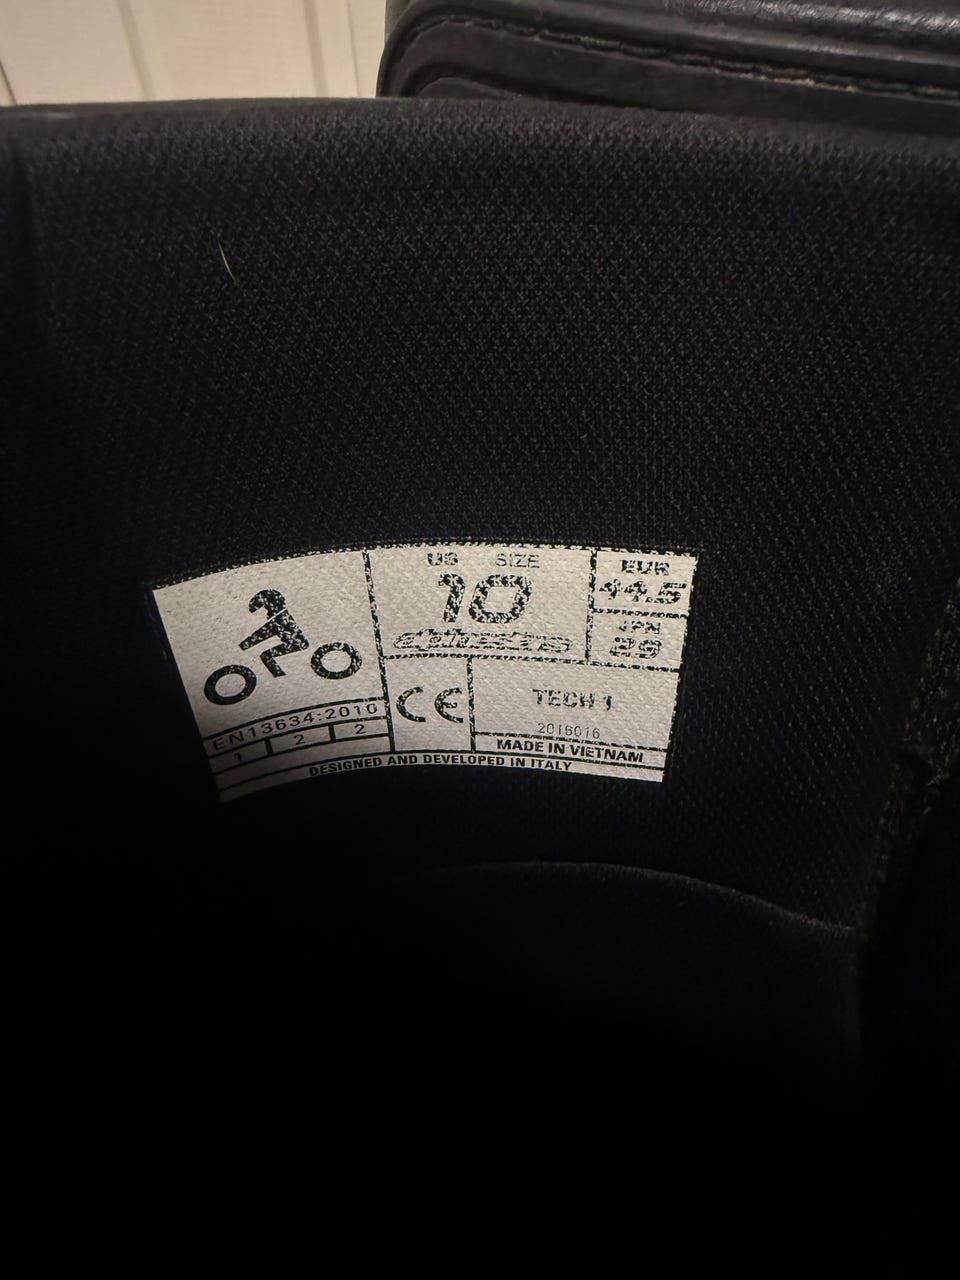 US SIZE
10
alpinestars
EUR
44.5
JPN
29
EN13634:2010
1 2 2
CE
TECH 1
2016016
MADE IN VIETNAM
DESIGNED AND DEVELOPED IN ITALY